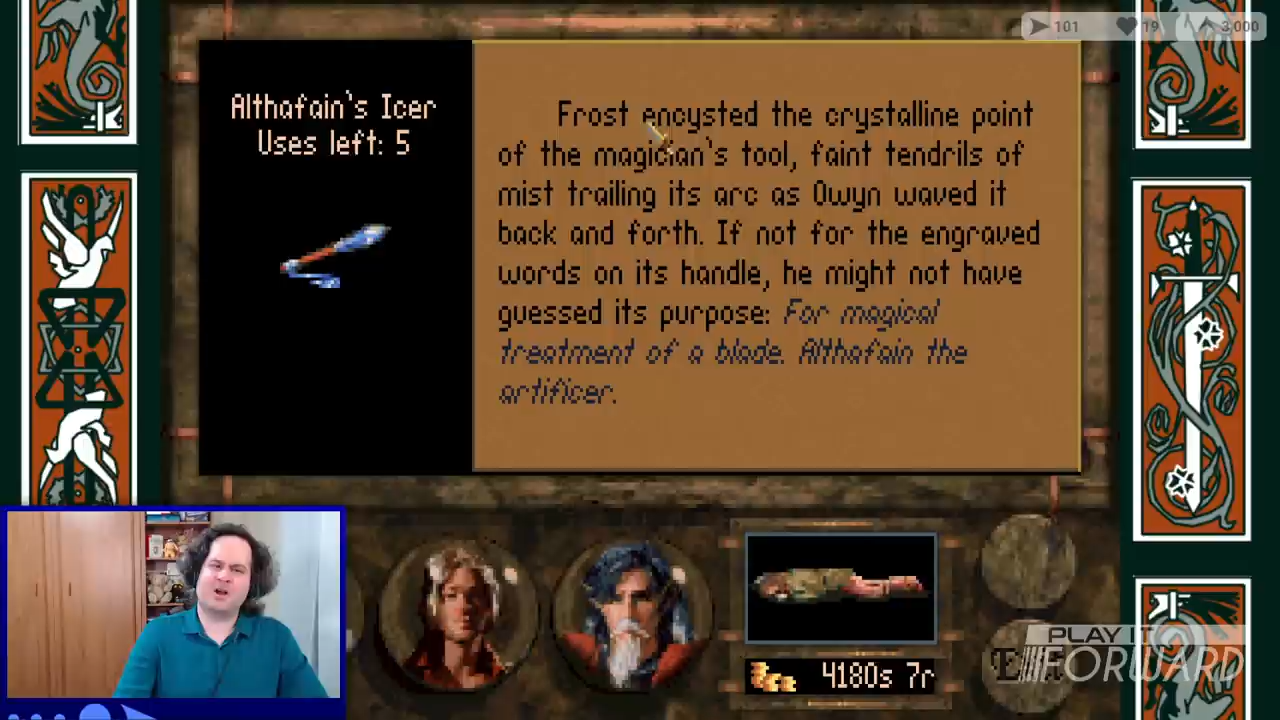 101 19 3,000
Althafain's Icer
Uses left: 5
Frost encysted the crystalline point
of the magician's tool, faint tendrils of
mist trailing its arc as Owyn waved it
back and forth. If not for the engraved
words on its handle, he might not have
guessed its purpose: For magical
treatment of a blade. Althafain the
artificer.
4180s 7r
PLAY IT
FORWARD